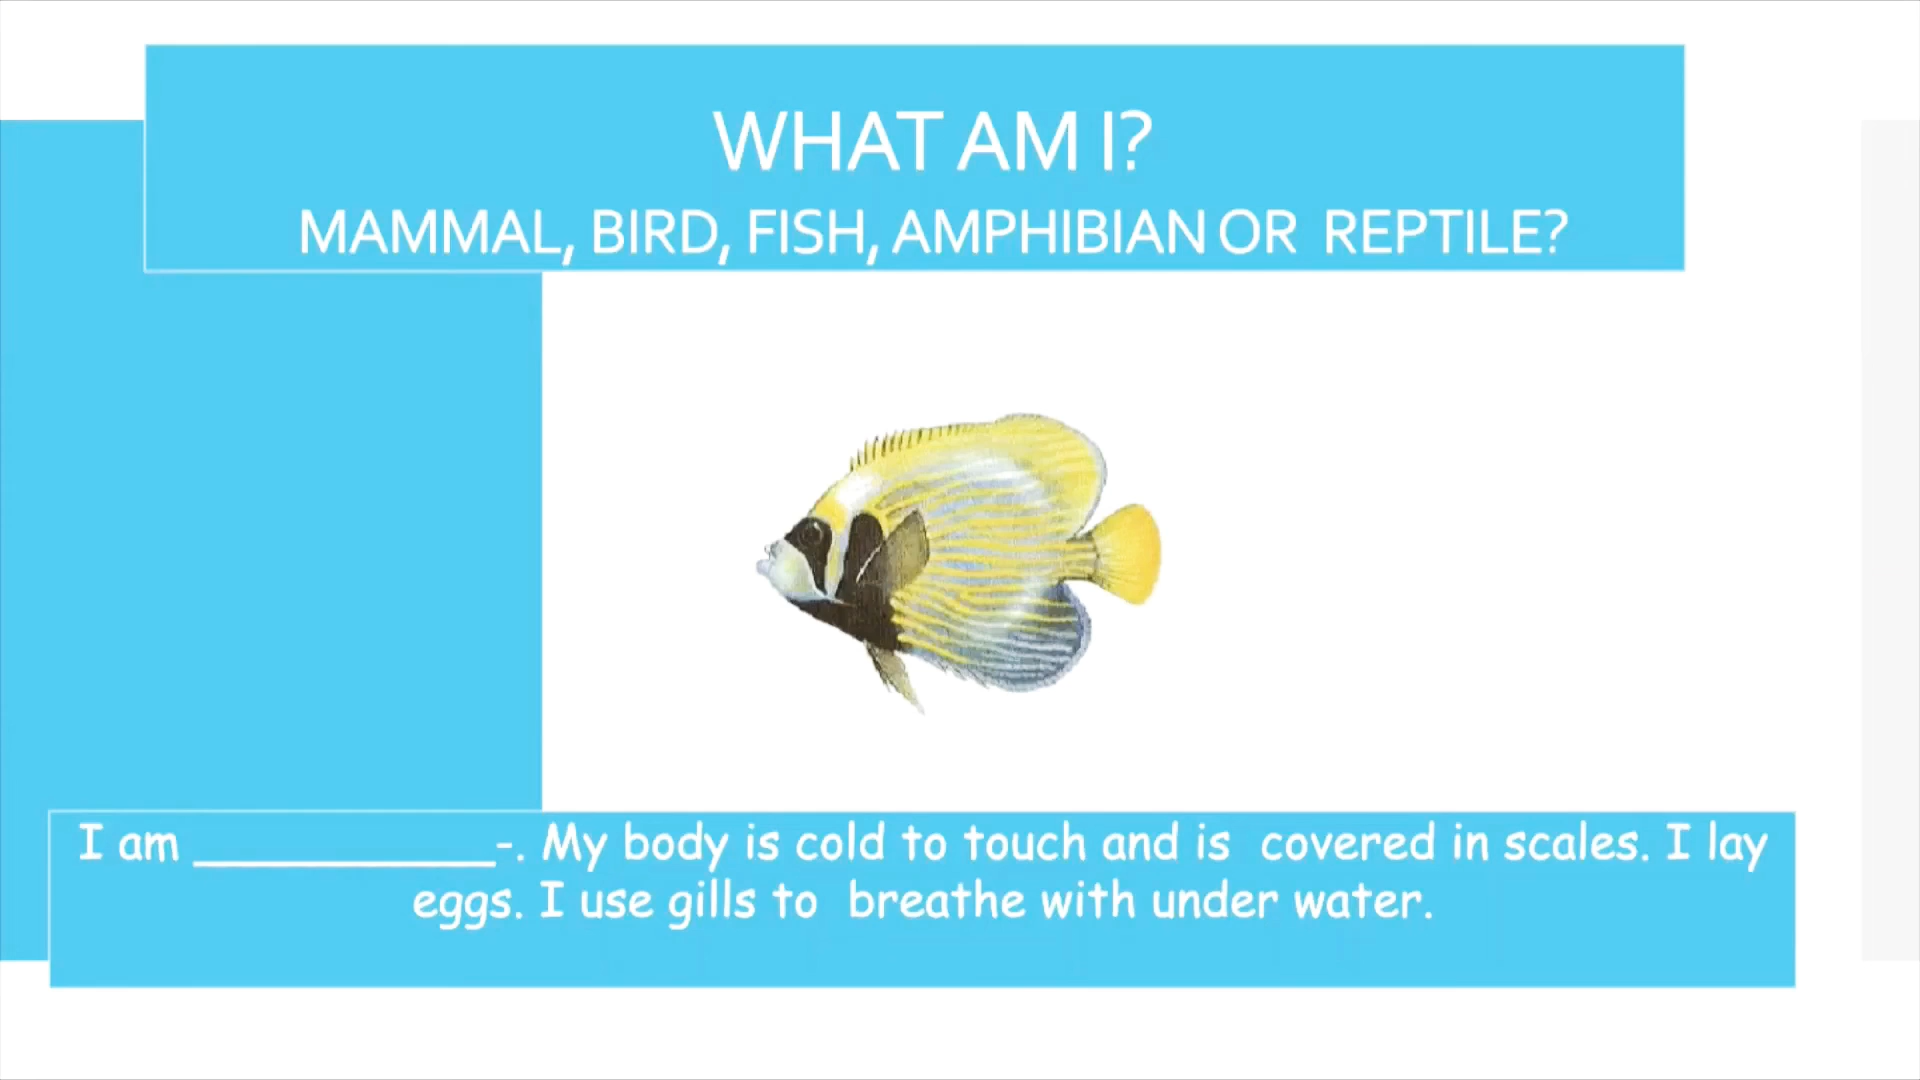 WHAT AM I?
MAMMAL, BIRD, FISH, AMPHIBIAN OR REPTILE?
I am ___________-. My body is cold to touch and is covered in scales. I lay
eggs. I use gills to breathe with under water.